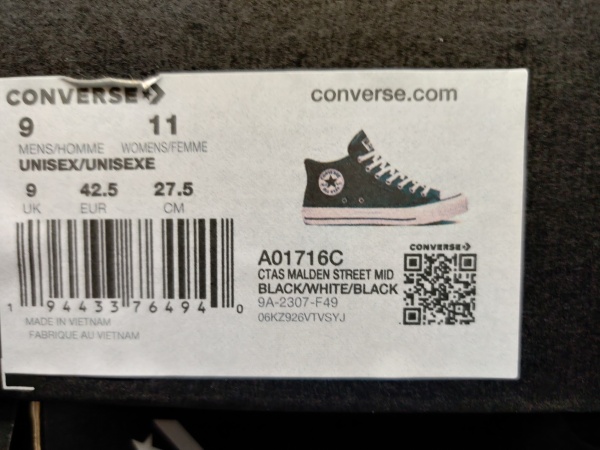 CONVERSE
converse.com
9 11
MENS/HOMME WOMENS/FEMME
UNISEX/UNISEXE
9 42.5 27.5
UK EUR CM
A01716C
CTAS MALDEN STREET MID
BLACK/WHITE/BLACK
9A-2307-F49
06KZ926VTVSYJ
CONVERSE
1 94433 76494 0
MADE IN VIETNAM
FABRIQUE AU VIETNAM